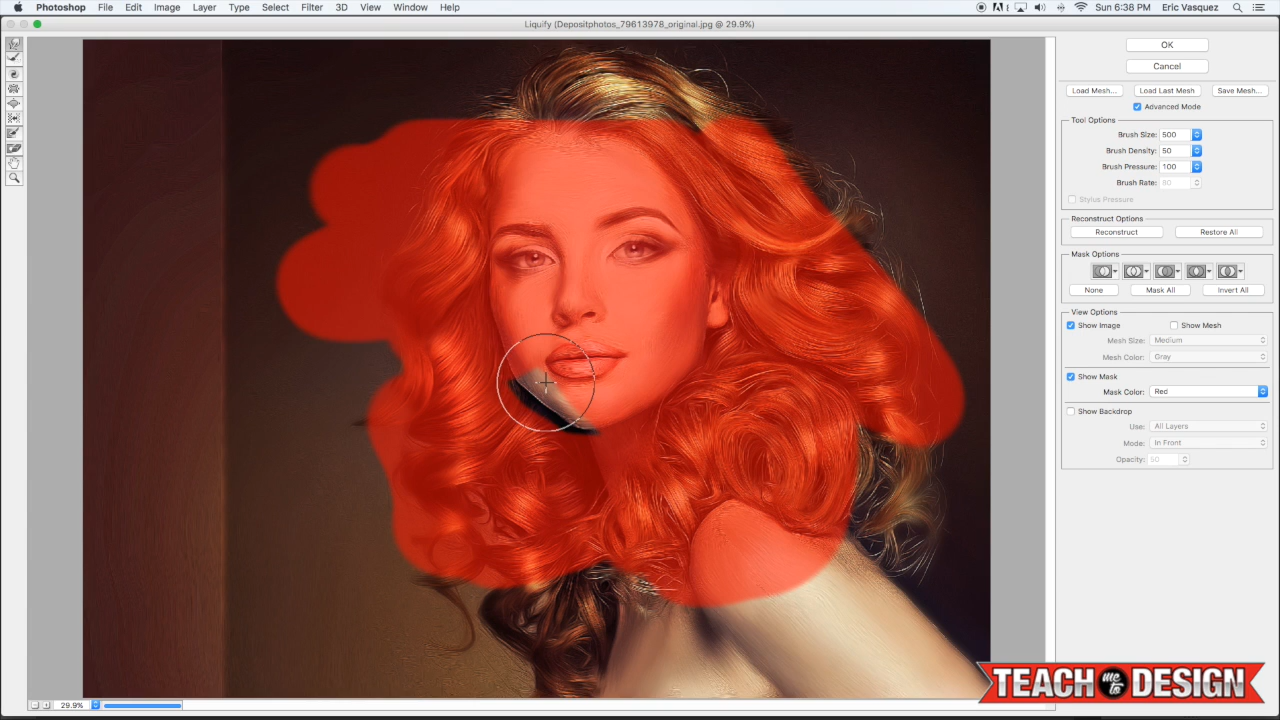 Photoshop File Edit Image Layer Type Select Filter 3D View Window Help Sun 6:38 PM Eric Vasquez
Liquify (Depositphotos_79613978_original.jpg @ 29.9%)
OK
Cancel
Load Mesh... Load Last Mesh Save Mesh...
Advanced Mode
Tool Options
Brush Size: 500
Brush Density: 50
Brush Pressure: 100
Brush Rate: 80
Stylus Pressure
Reconstruct Options
Reconstruct Restore All
Mask Options
None Mask All Invert All
View Options
Show Image Show Mesh
Mesh Size: Medium
Mesh Color: Gray
Show Mask
Mask Color: Red
Show Backdrop
Use: All Layers
Mode: In Front
Opacity: 50
TEACH me to DESIGN
29.9%